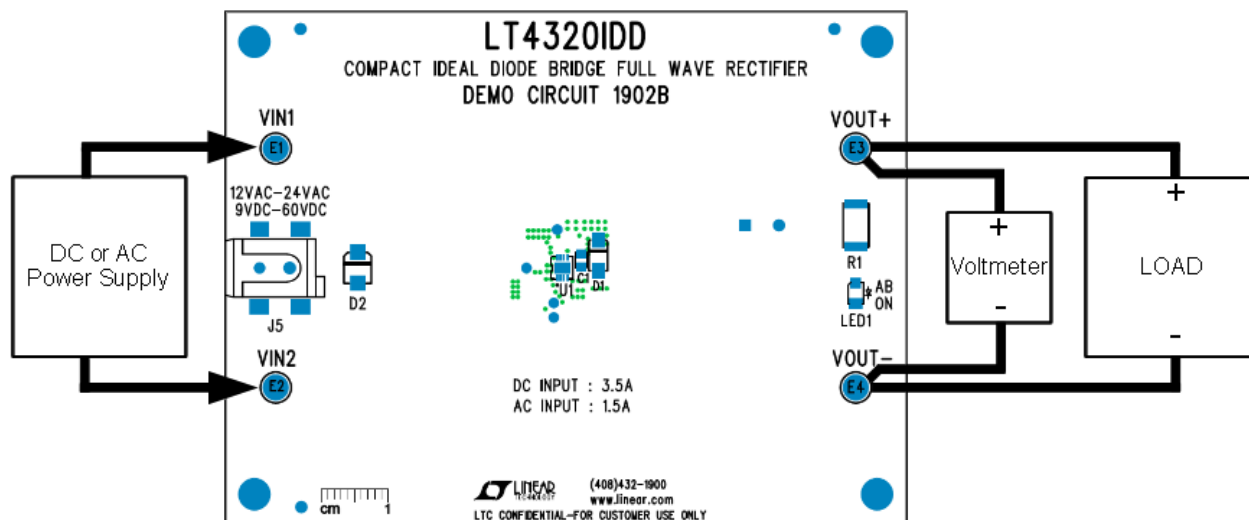 LT4320IDD
COMPACT IDEAL DIODE BRIDGE FULL WAVE RECTIFIER
DEMO CIRCUIT 1902B
VIN1
E1
VOUT+
E3
12VAC-24VAC
9VDC-60VDC
DC or AC
Power Supply
J5
D2
U1
C1
D1
R1
AB
ON
LED1
+
Voltmeter
-
+
LOAD
-
VIN2
E2
VOUT-
E4
DC INPUT : 3.5A
AC INPUT : 1.5A
cm 1
LINEAR
TECHNOLOGY
(408)432-1900
www.linear.com
LTC CONFIDENTIAL-FOR CUSTOMER USE ONLY